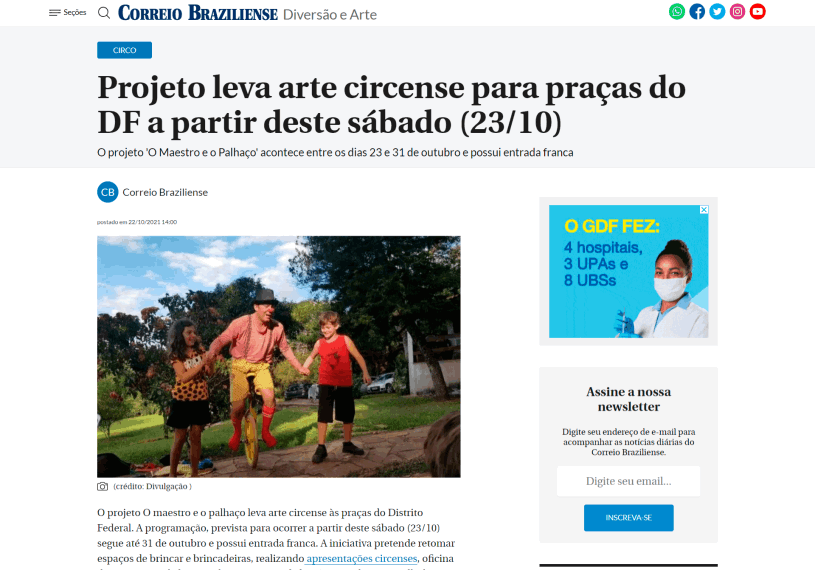 Seções CORREIO BRAZILIENSE Diversão e Arte
CIRCO
Projeto leva arte circense para praças do
DF a partir deste sábado (23/10)
O projeto 'O Maestro e o Palhaço' acontece entre os dias 23 e 31 de outubro e possui entrada franca
CB Correio Braziliense
postado em 22/10/2021 14:00
(crédito: Divulgação )
O projeto O maestro e o palhaço leva arte circense às praças do Distrito
Federal. A programação, prevista para ocorrer a partir deste sábado (23/10)
segue até 31 de outubro e possui entrada franca. A iniciativa pretende retomar
espaços de brincar e brincadeiras, realizando apresentações circenses, oficina
O GDF FEZ:
4 hospitais,
3 UPAs e
8 UBSs
Assine a nossa
newsletter
Digite seu endereço de e-mail para
acompanhar as notícias diárias do
Correio Braziliense.
Digite seu email...
INSCREVA-SE